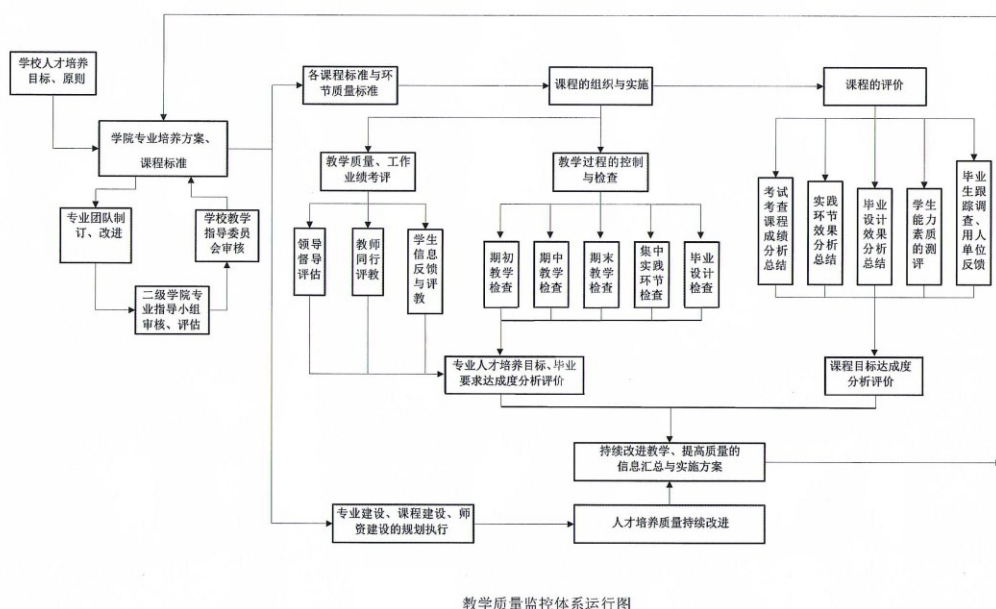 学校人才培养
目标、原则
各课程标准与环
节质量标准
课程的组织与实施
课程的评价
学院专业培养方案、
课程标准
教学质量、工作
业绩考评
教学过程的控制
与检查
专业团队制
订、改进
学校教学
指导委员
会审核
二级学院专
业指导小组
审核、评估
领导
督导
评估
教师
同行
评教
学生
信息
反馈
与评
教
期初
教学
检查
期中
教学
检查
期末
教学
检查
集中
实践
环节
检查
毕业
设计
检查
考试
考查
课程
成绩
分析
总结
实践
环节
效果
分析
总结
毕业
设计
效果
分析
总结
学生
能力
素质
的测
评
毕业
生跟
踪调
查、
用人
单位
反馈
专业人才培养目标、毕业
要求达成度分析评价
课程目标达成度
分析评价
持续改进教学、提高质量的
信息汇总与实施方案
专业建设、课程建设、师
资建设的规划执行
人才培养质量持续改进
教学质量监控体系运行图